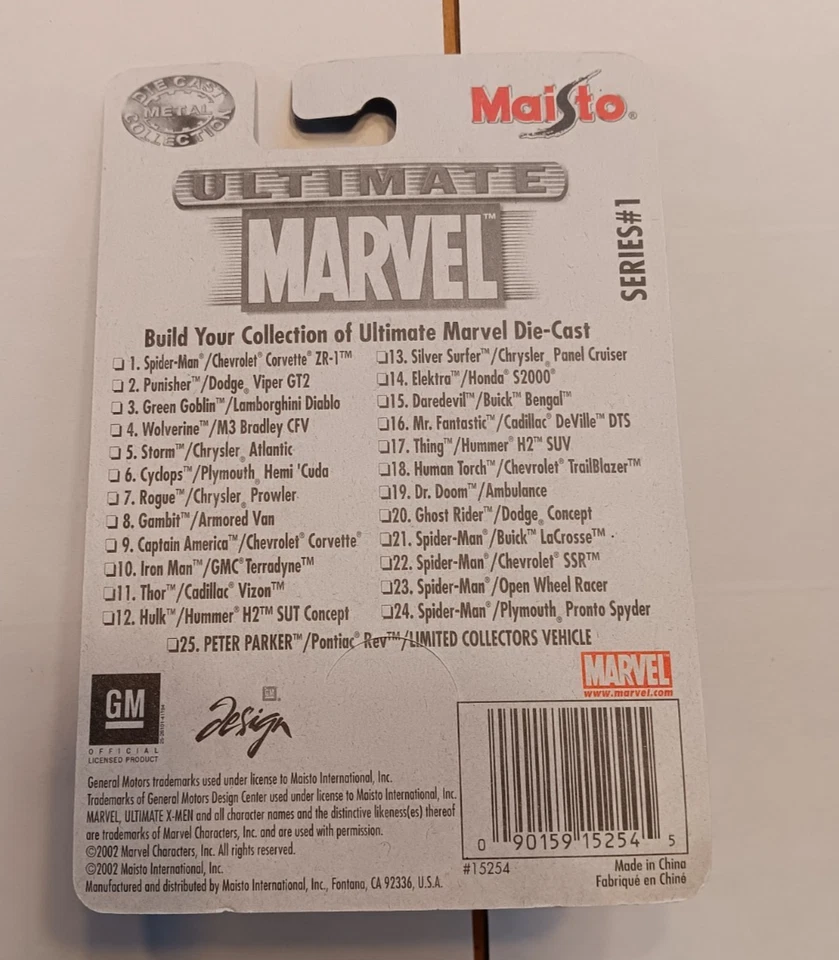 DIE CAST
METAL
COLLECTION
Maisto®
ULTIMATE
MARVEL™
SERIES#1
Build Your Collection of Ultimate Marvel Die-Cast
❏ 1. Spider-Man®/Chevrolet® Corvette® ZR-1™
❏ 2. Punisher™/Dodge® Viper GT2
❏ 3. Green Goblin™/Lamborghini Diablo
❏ 4. Wolverine™/M3 Bradley CFV
❏ 5. Storm™/Chrysler® Atlantic
❏ 6. Cyclops™/Plymouth® Hemi 'Cuda
❏ 7. Rogue™/Chrysler® Prowler
❏ 8. Gambit™/Armored Van
❏ 9. Captain America™/Chevrolet® Corvette®
❏10. Iron Man™/GMC® Terradyne™
❏11. Thor™/Cadillac® Vizon™
❏12. Hulk™/Hummer® H2™ SUT Concept
❏13. Silver Surfer™/Chrysler® Panel Cruiser
❏14. Elektra™/Honda® S2000®
❏15. Daredevil™/Buick® Bengal™
❏16. Mr. Fantastic™/Cadillac® DeVille™ DTS
❏17. Thing™/Hummer® H2™ SUV
❏18. Human Torch™/Chevrolet® TrailBlazer™
❏19. Dr. Doom™/Ambulance
❏20. Ghost Rider™/Dodge® Concept
❏21. Spider-Man®/Buick® LaCrosse™
❏22. Spider-Man®/Chevrolet® SSR™
❏23. Spider-Man®/Open Wheel Racer
❏24. Spider-Man®/Plymouth® Pronto Spyder
❏25. PETER PARKER™/Pontiac® Rev™/LIMITED COLLECTORS VEHICLE
MARVEL
www.marvel.com
GM
OFFICIAL
LICENSED PRODUCT
GM
design
General Motors trademarks used under license to Maisto International, Inc.
Trademarks of General Motors Design Center used under license to Maisto International, Inc.
MARVEL, ULTIMATE X-MEN and all character names and the distinctive likeness(es) thereof
are trademarks of Marvel Characters, Inc. and are used with permission.
©2002 Marvel Characters, Inc. All rights reserved.
©2002 Maisto International, Inc.
Manufactured and distributed by Maisto International, Inc., Fontana, CA 92336, U.S.A.
0 90159 15254 5
#15254
Made in China
Fabriqué en Chine